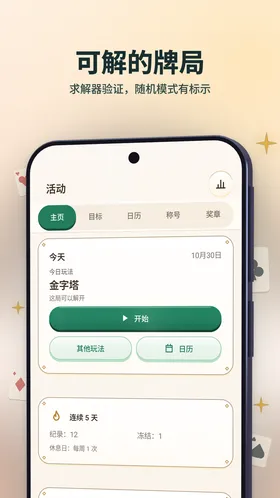 可解的牌局
求解器验证，随机模式有标示
活动
主页 目标 日历 称号 奖章
今天 10月30日
今日玩法
金字塔
这局可以解开
开始
其他玩法 日历
连续 5 天
纪录：12 冻结：1
休息日：每周 1 次